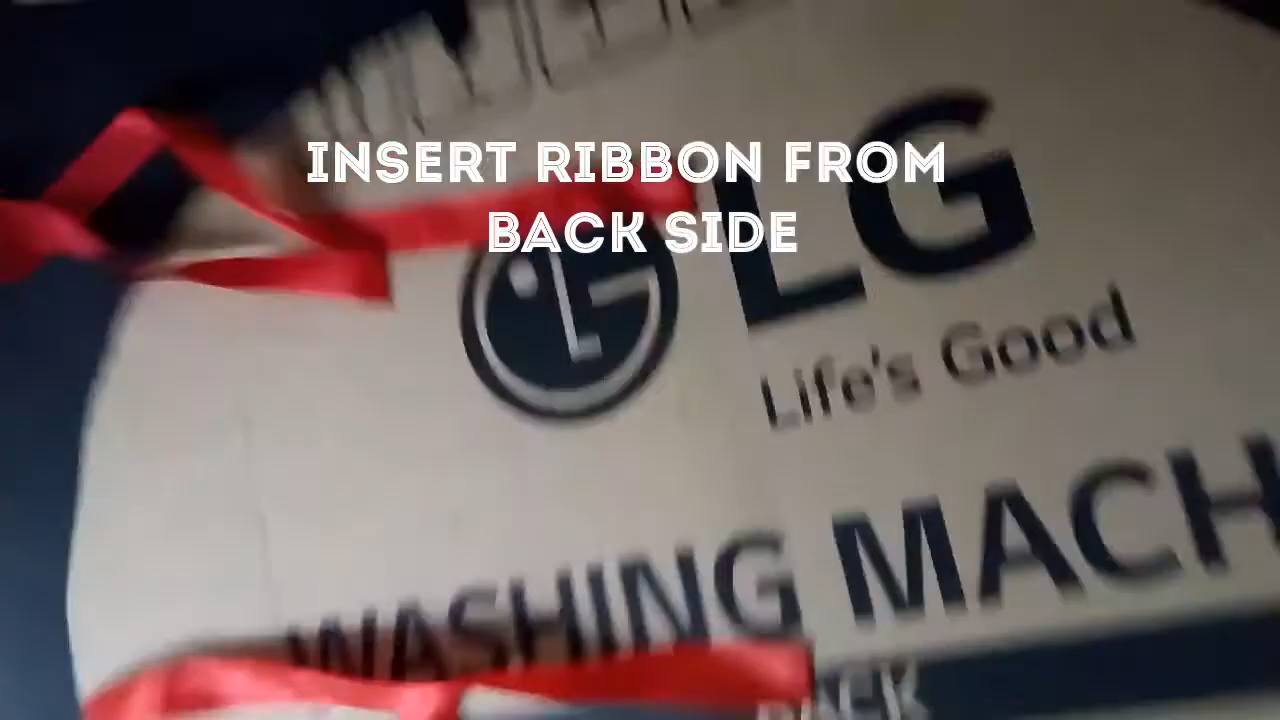 INSERT RIBBON FROM
BACK SIDE
LG
Life's Good
WASHING MACH